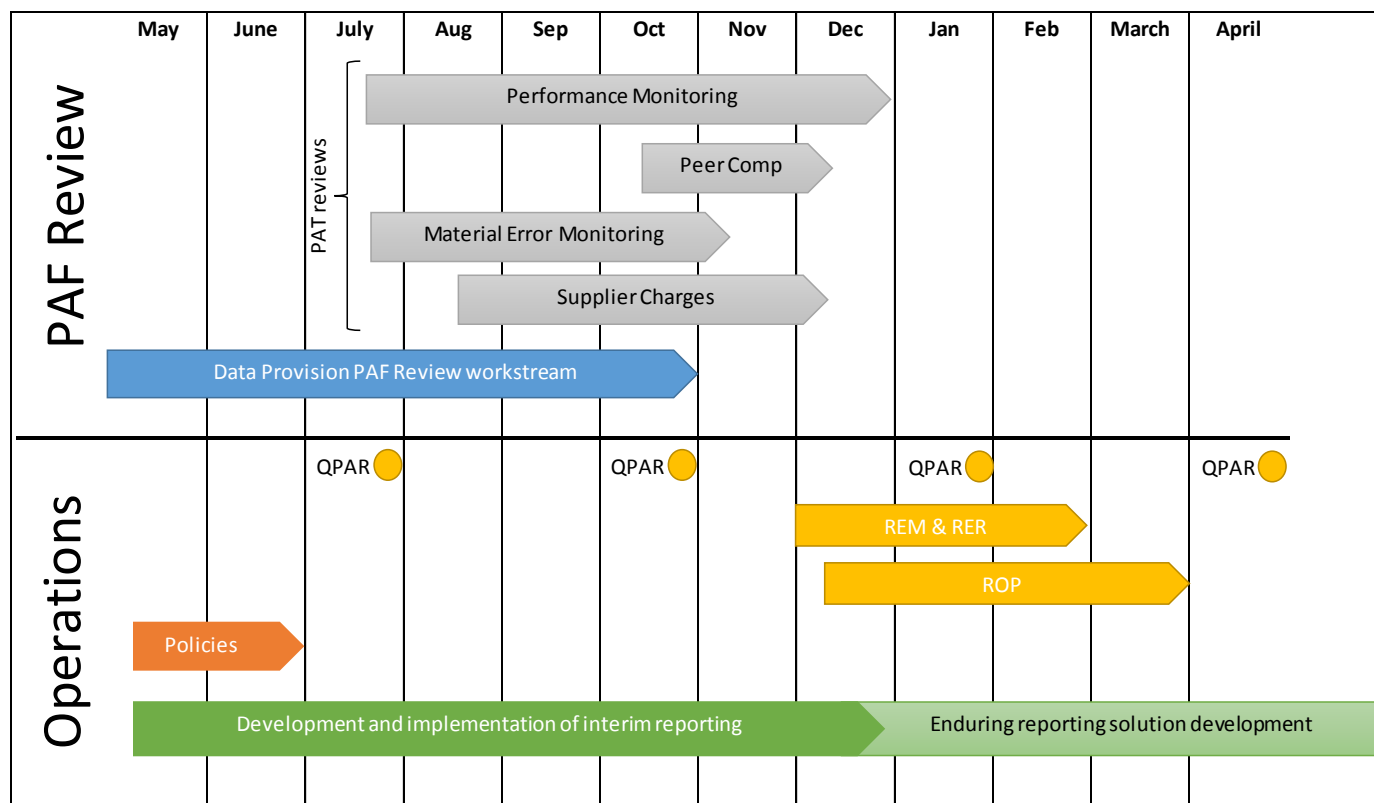 May June July Aug Sep Oct Nov Dec Jan Feb March April
PAF Review
PAT reviews
Performance Monitoring
Peer Comp
Material Error Monitoring
Supplier Charges
Data Provision PAF Review workstream
Operations
QPAR QPAR QPAR QPAR
REM & RER
ROP
Policies
Development and implementation of interim reporting
Enduring reporting solution development